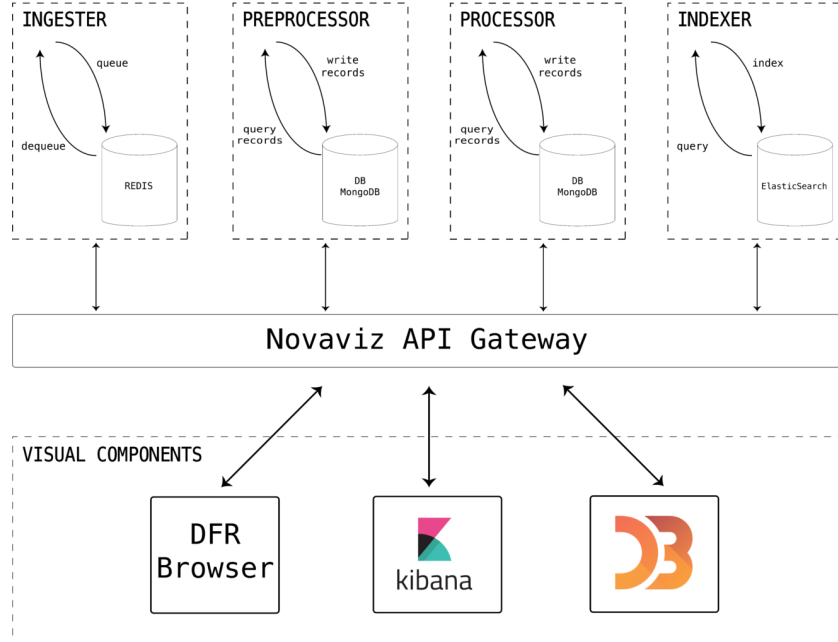 INGESTER
queue
dequeue
REDIS
PREPROCESSOR
write
records
query
records
DB
MongoDB
PROCESSOR
write
records
query
records
DB
MongoDB
INDEXER
index
query
ElasticSearch
Novaviz API Gateway
VISUAL COMPONENTS
DFR
Browser
kibana
D3